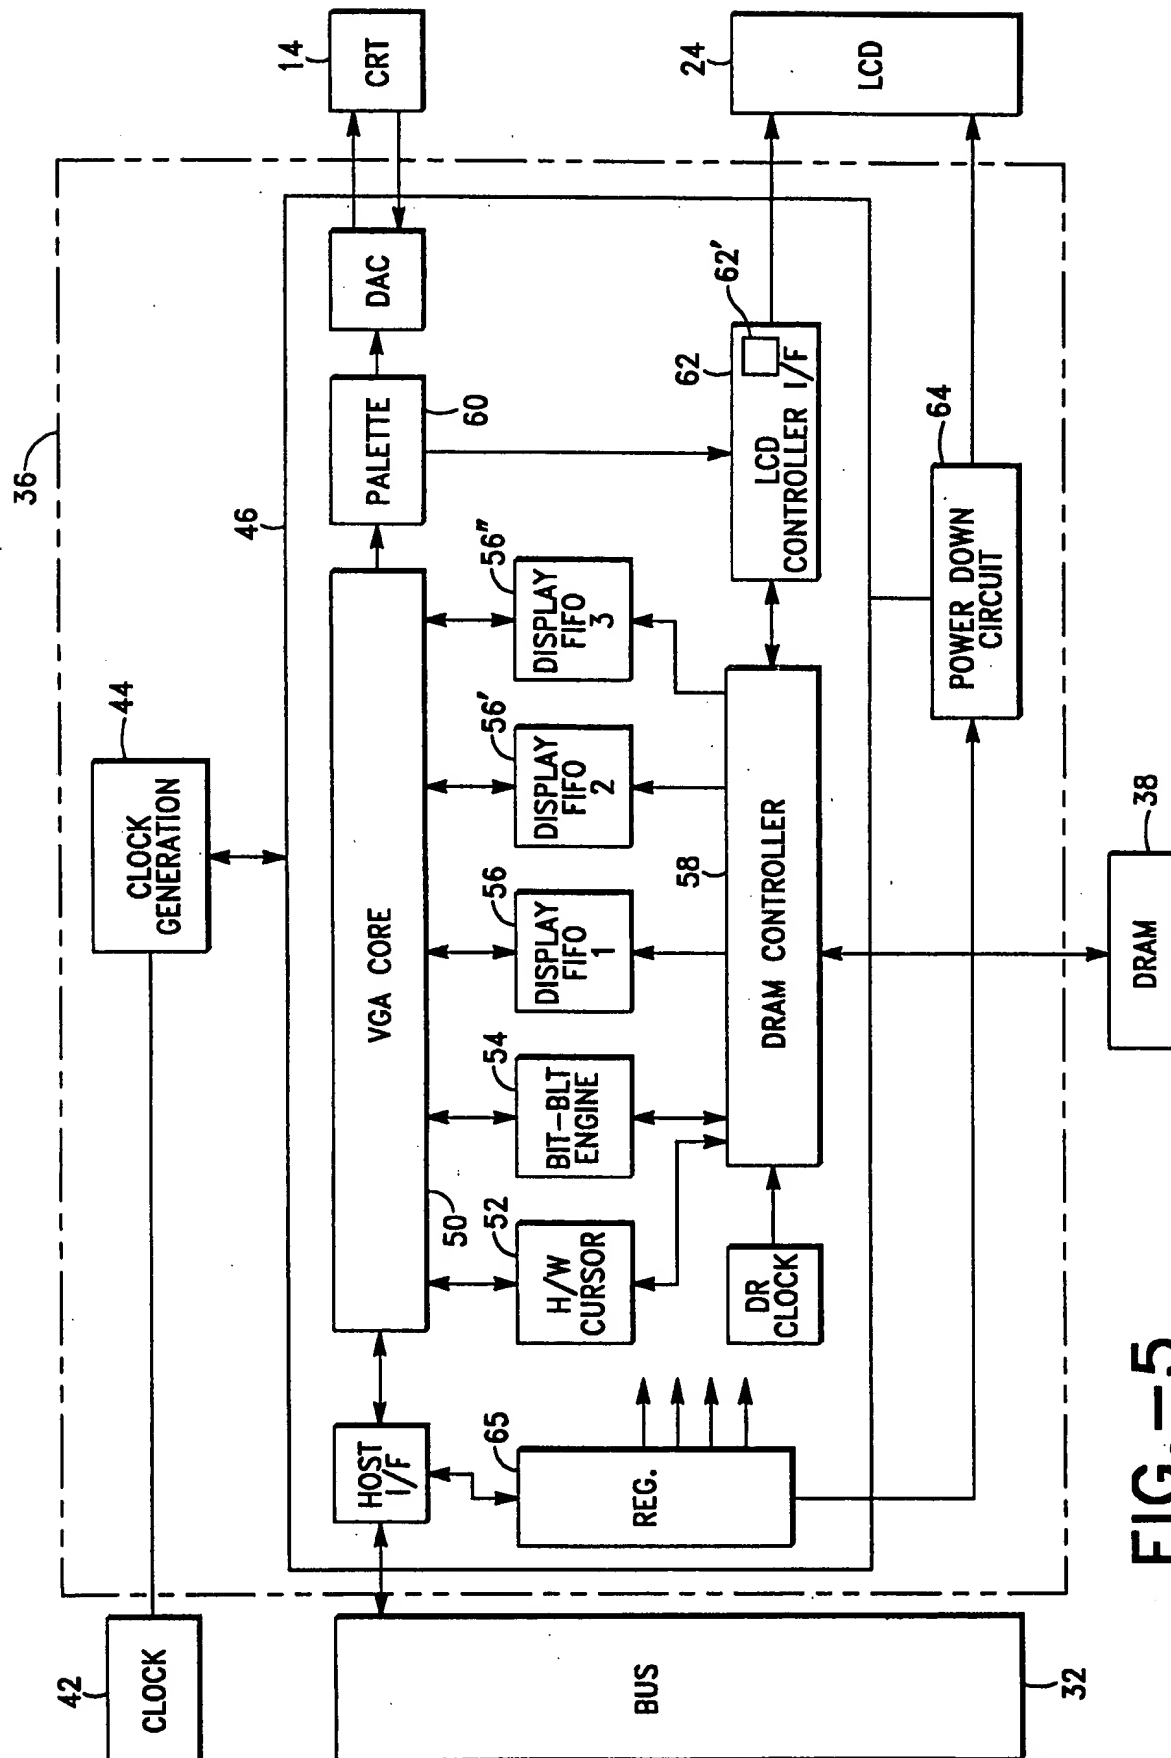 36
42
CLOCK
CLOCK
GENERATION
44
46
BUS
32
HOST
I/F
VGA CORE
50
PALETTE
60
DAC
CRT
14
REG.
65
H/W
CURSOR
52
BIT-BLT
ENGINE
54
DISPLAY
FIFO
1
56
DISPLAY
FIFO
2
56'
DISPLAY
FIFO
3
56"
DR
CLOCK
DRAM CONTROLLER
58
LCD
CONTROLLER I/F
62
62'
LCD
24
POWER DOWN
CIRCUIT
64
DRAM
38
FIG.-5